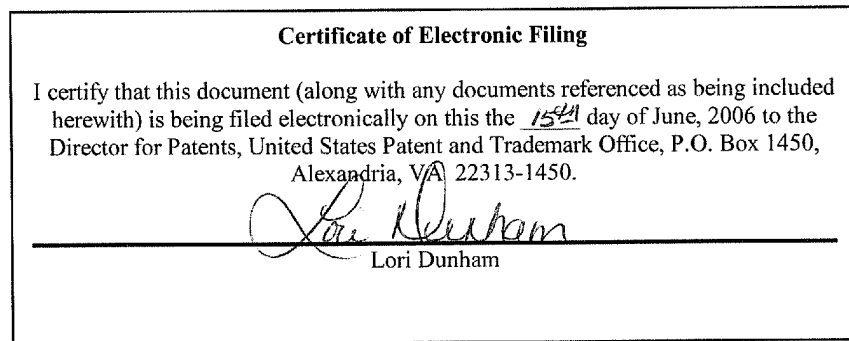 Certificate of Electronic Filing
I certify that this document (along with any documents referenced as being included
herewith) is being filed electronically on this the 15th day of June, 2006 to the
Director for Patents, United States Patent and Trademark Office, P.O. Box 1450,
Alexandria, VA 22313-1450.
Lori Dunham
Lori Dunham